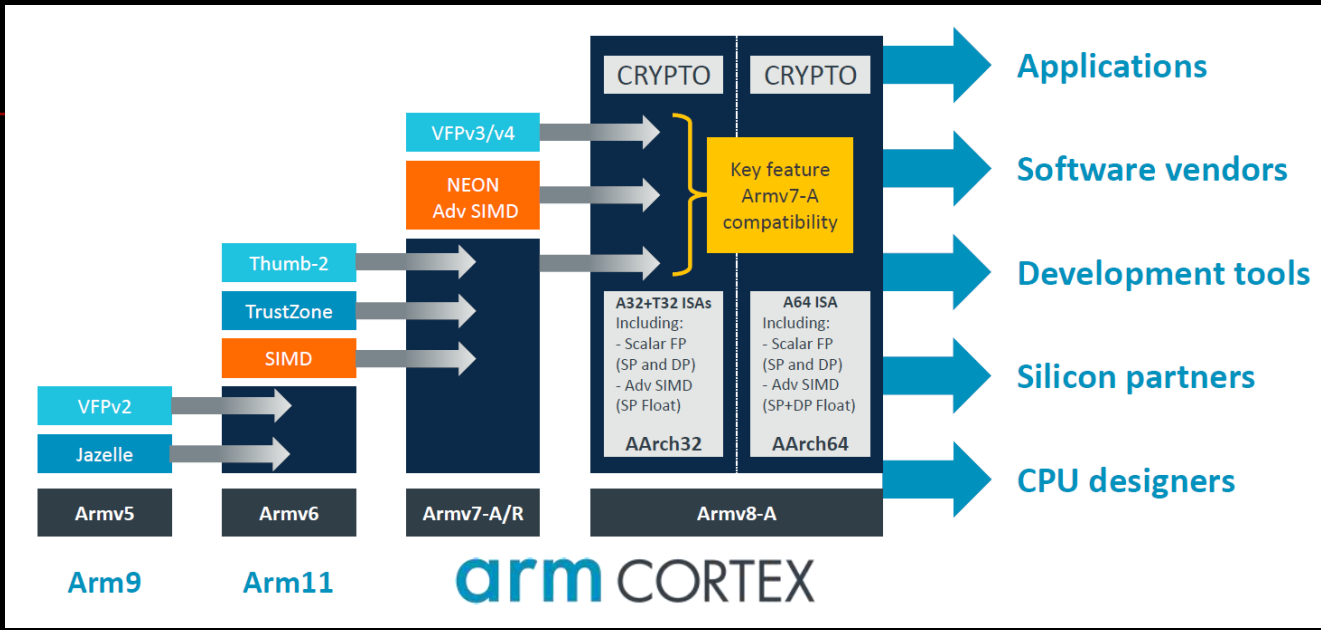 CRYPTO
CRYPTO
Applications
VFPv3/v4
NEON
Adv SIMD
Key feature
Armv7-A
compatibility
Software vendors
Thumb-2
TrustZone
SIMD
Development tools
A32+T32 ISAs
Including:
- Scalar FP
(SP and DP)
- Adv SIMD
(SP Float)
AArch32
A64 ISA
Including:
- Scalar FP
(SP and DP)
- Adv SIMD
(SP+DP Float)
AArch64
Silicon partners
VFPv2
Jazelle
CPU designers
Armv5
Armv6
Armv7-A/R
Armv8-A
Arm9
Arm11
arm CORTEX